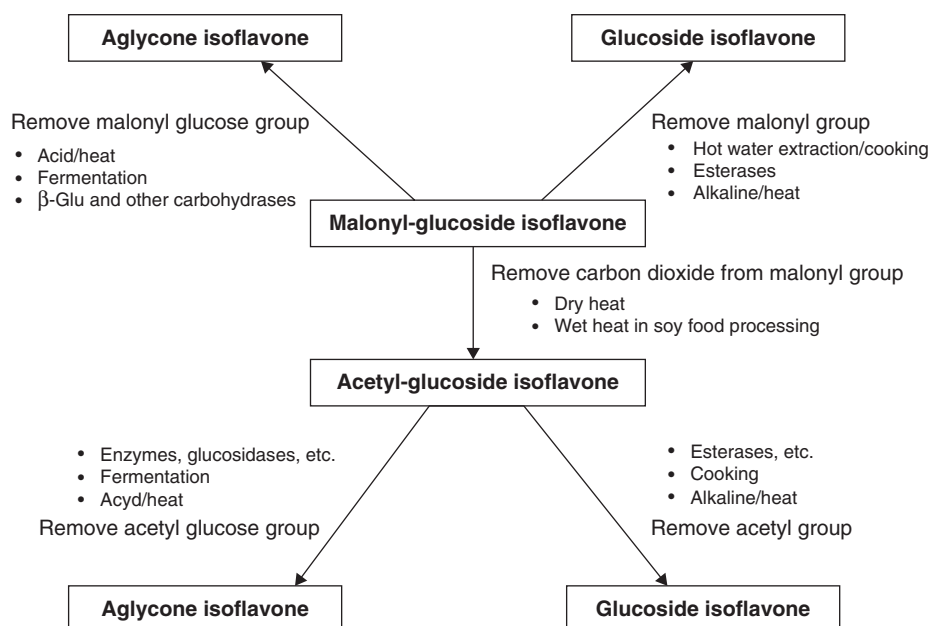 Aglycone isoflavone
Glucoside isoflavone
Remove malonyl glucose group
• Acid/heat
• Fermentation
• β-Glu and other carbohydrases
Remove malonyl group
• Hot water extraction/cooking
• Esterases
• Alkaline/heat
Malonyl-glucoside isoflavone
Remove carbon dioxide from malonyl group
• Dry heat
• Wet heat in soy food processing
Acetyl-glucoside isoflavone
• Enzymes, glucosidases, etc.
• Fermentation
• Acyd/heat
Remove acetyl glucose group
• Esterases, etc.
• Cooking
• Alkaline/heat
Remove acetyl group
Aglycone isoflavone
Glucoside isoflavone